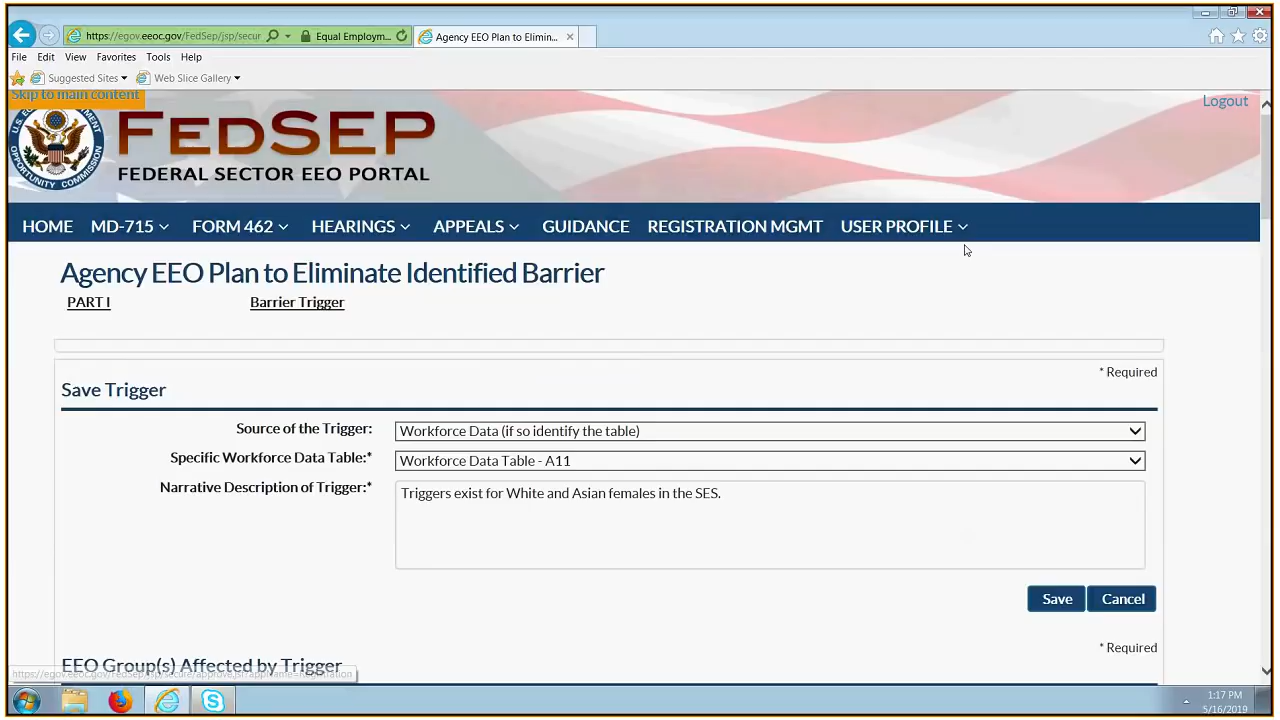 https://egov.eeoc.gov/FedSep/jsp/secur
Equal Employm...
Agency EEO Plan to Elimin...
File Edit View Favorites Tools Help
Suggested Sites
Web Slice Gallery
Skip to main content
Logout
FEDSEP
FEDERAL SECTOR EEO PORTAL
HOME MD-715 FORM 462 HEARINGS APPEALS GUIDANCE REGISTRATION MGMT USER PROFILE
Agency EEO Plan to Eliminate Identified Barrier
PART I Barrier Trigger
* Required
Save Trigger
Source of the Trigger: Workforce Data (if so identify the table)
Specific Workforce Data Table:* Workforce Data Table - A11
Narrative Description of Trigger:* Triggers exist for White and Asian females in the SES.
Save Cancel
* Required
EEO Group(s) Affected by Trigger
1:17 PM
5/16/2019